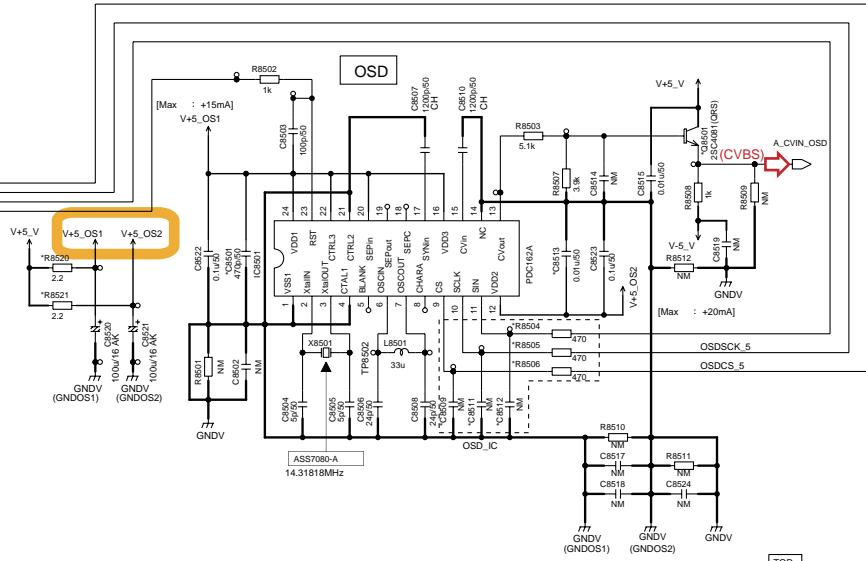 R8502
1k
OSD
[Max : +15mA]
V+5_OS1
C8503
100p/50
C8507
1200p/50
CH
C8510
1200p/50
CH
R8503
5.1k
V+5_V
*Q8501
2SC4081(QRS)
(CVBS)
A_CVIN_OSD
R8507
3.9k
C8514
NM
C8515
0.01u/50
R8508
1k
R8509
NM
V+5_V
V+5_OS1
V+5_OS2
*R8520
2.2
*R8521
2.2
C8520
100u/16 AK
C8521
100u/16 AK
GNDV
(GNDOS1)
GNDV
(GNDOS2)
C8522
0.1u/50
*C8501
470p/50
IC8501
24
23
22
21
20
19
18
17
16
15
14
13
VDD1
RST
CTRL3
CTRL2
SEPin
SEPout
SEPC
SYNin
VDD3
CVin
NC
CVout
VSS1
XtalIN
XtalOUT
CTAL1
BLANK
OSCIN
OSCOUT
CHARA
CS
SCLK
SIN
VDD2
1
2
3
4
5
6
7
8
9
10
11
12
PDC162A
*C8513
0.01u/50
C8523
0.1u/50
V+5_OS2
V-5_V
C8519
NM
R8512
NM
GNDV
[Max : +20mA]
R8501
NM
C8502
NM
GNDV
X8501
TP8502
L8501
33u
C8504
5p/50
C8505
5p/50
C8506
24p/50
C8508
24p/50
*R8504
470
*R8505
470
*R8506
470
*C8509
NM
*C8511
NM
*C8512
NM
OSDSCK_5
OSDCS_5
OSD_IC
ASS7080-A
14.31818MHz
R8510
NM
C8517
NM
C8518
NM
R8511
NM
C8524
NM
GNDV
(GNDOS1)
GNDV
(GNDOS2)
GNDV